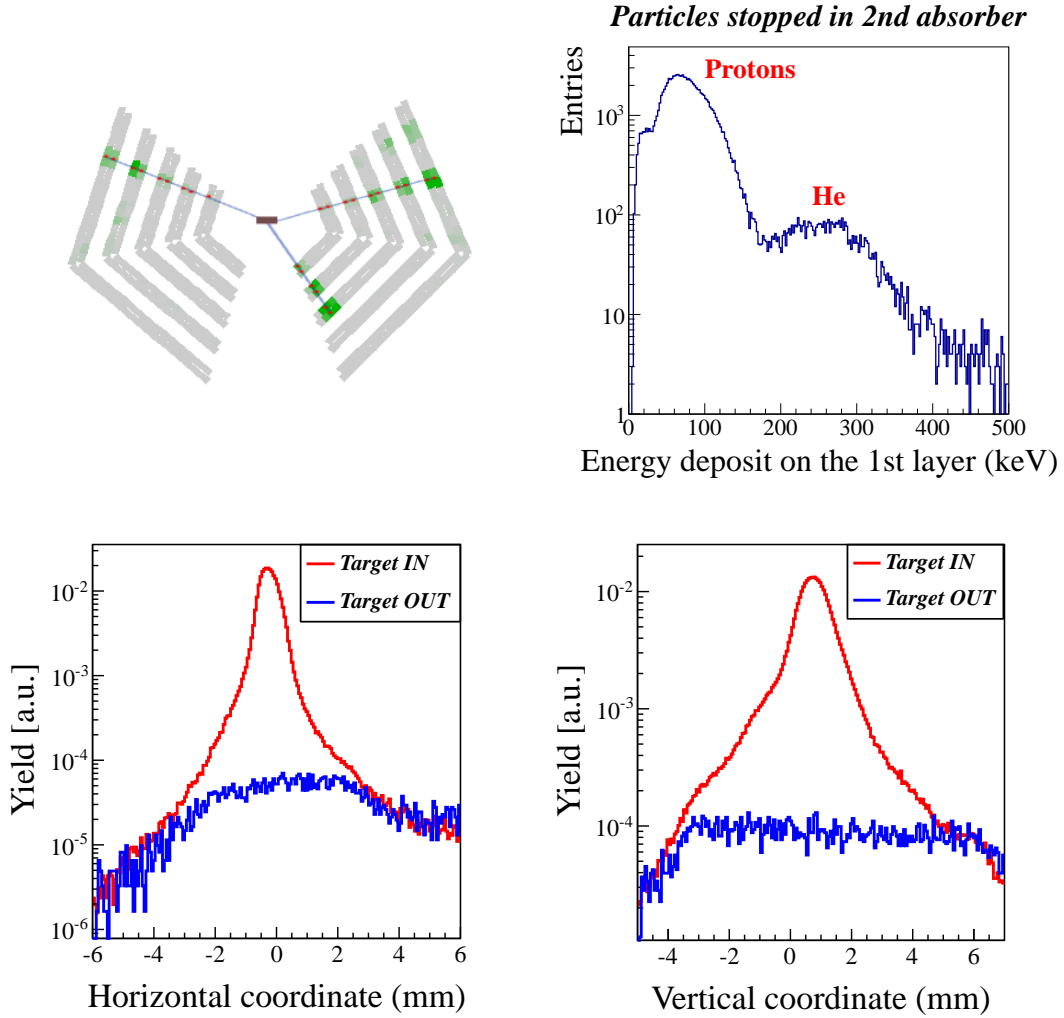 Particles stopped in 2nd absorber
Entries
Protons
He
10³
10²
10
1
0 100 200 300 400 500
Energy deposit on the 1st layer (keV)
Yield [a.u.]
Target IN
Target OUT
10⁻²
10⁻³
10⁻⁴
10⁻⁵
10⁻⁶
-6 -4 -2 0 2 4 6
Horizontal coordinate (mm)
Yield [a.u.]
Target IN
Target OUT
10⁻²
10⁻³
10⁻⁴
-4 -2 0 2 4 6
Vertical coordinate (mm)